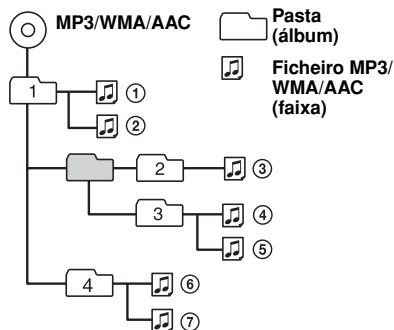 MP3/WMA/AAC
Pasta
(álbum)
Ficheiro MP3/
WMA/AAC
(faixa)
1
①
②
2
③
3
④
⑤
4
⑥
⑦